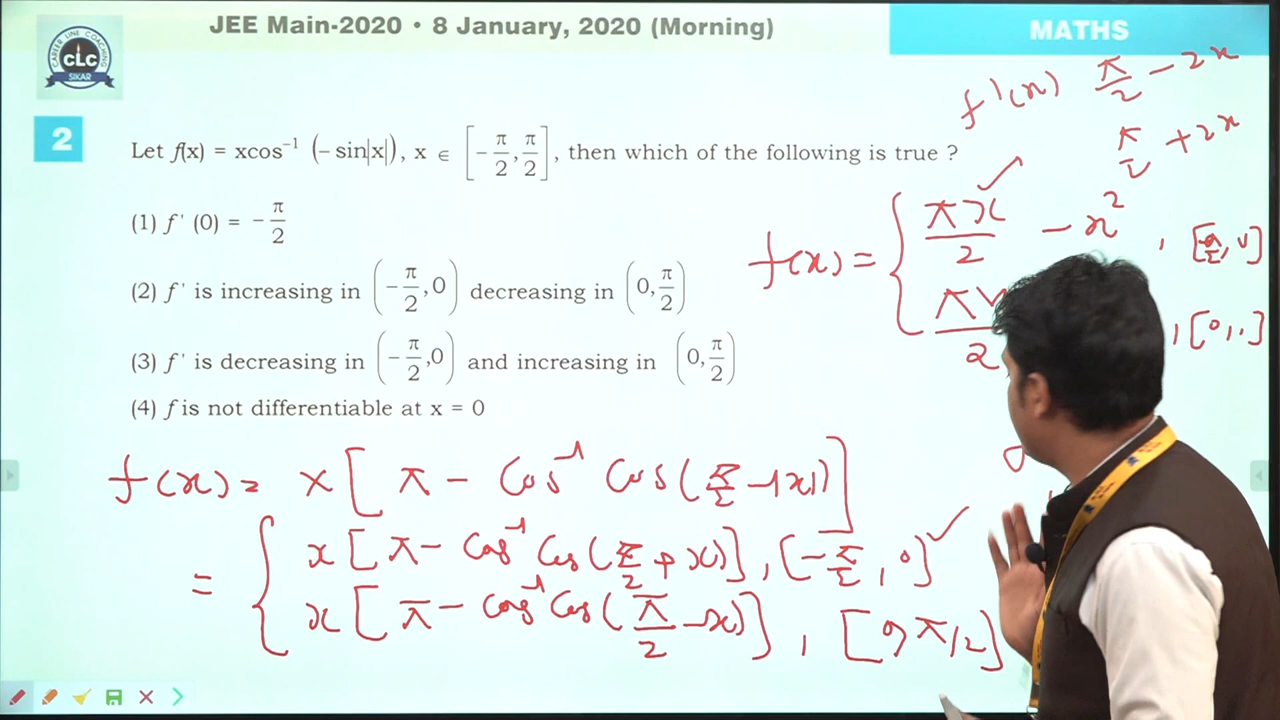 JEE Main-2020 • 8 January, 2020 (Morning)
MATHS
CAREER LINE COACHING
CLC
SIKAR
2
Let f(x) = xcos⁻¹ (−sin|x|), x ∈ [−π/2, π/2], then which of the following is true ?
(1) f ' (0) = −π/2
(2) f ' is increasing in (−π/2, 0) decreasing in (0, π/2)
(3) f ' is decreasing in (−π/2, 0) and increasing in (0, π/2)
(4) f is not differentiable at x = 0
f'(x) π/2 − 2x
π/2 + 2x
f(x) = { πx/2 − x²
f(x) = x[π − Cos⁻¹ Cos(π/2 − |x|)]
= { x[π − Cos⁻¹ Cos(π/2 + x)], [−π/2, 0]
x[π − Cos⁻¹ Cos(π/2 − x)], [0, π/2]